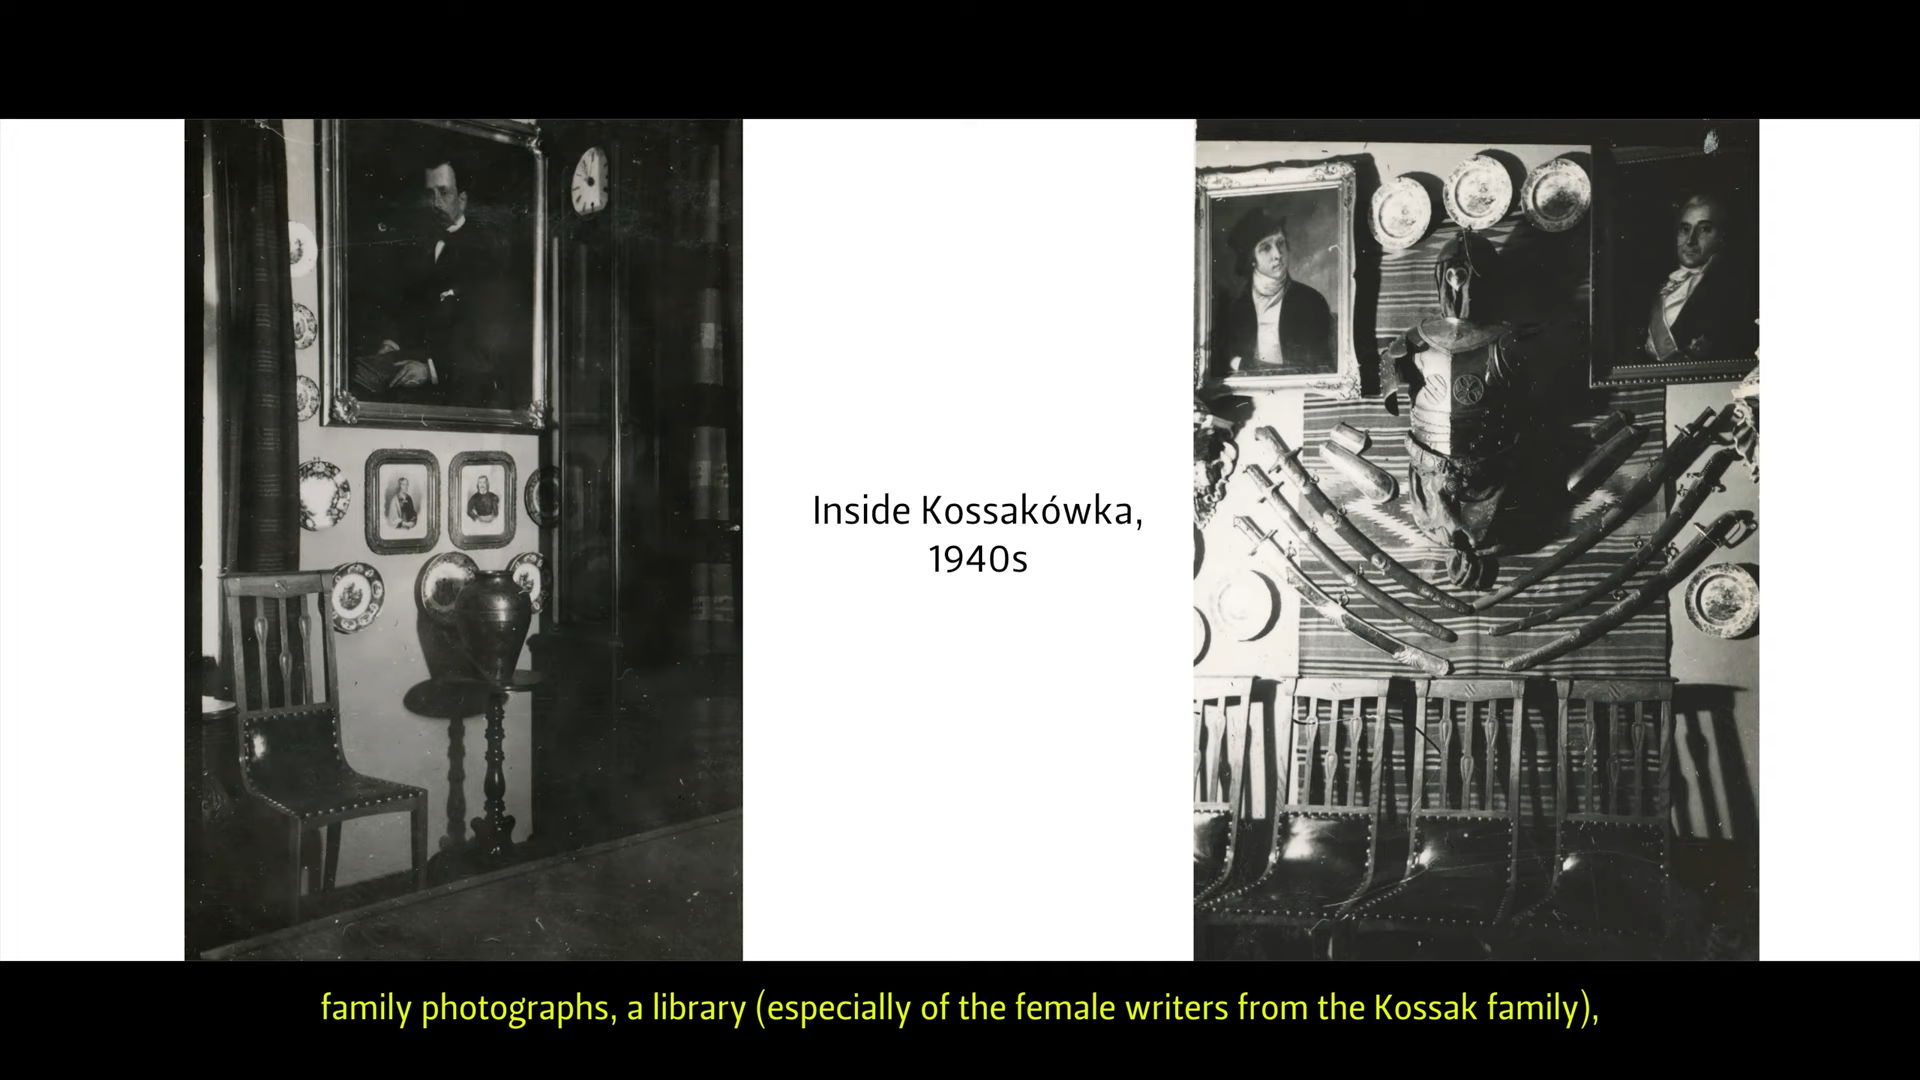 Inside Kossakówka,
1940s
family photographs, a library (especially of the female writers from the Kossak family),